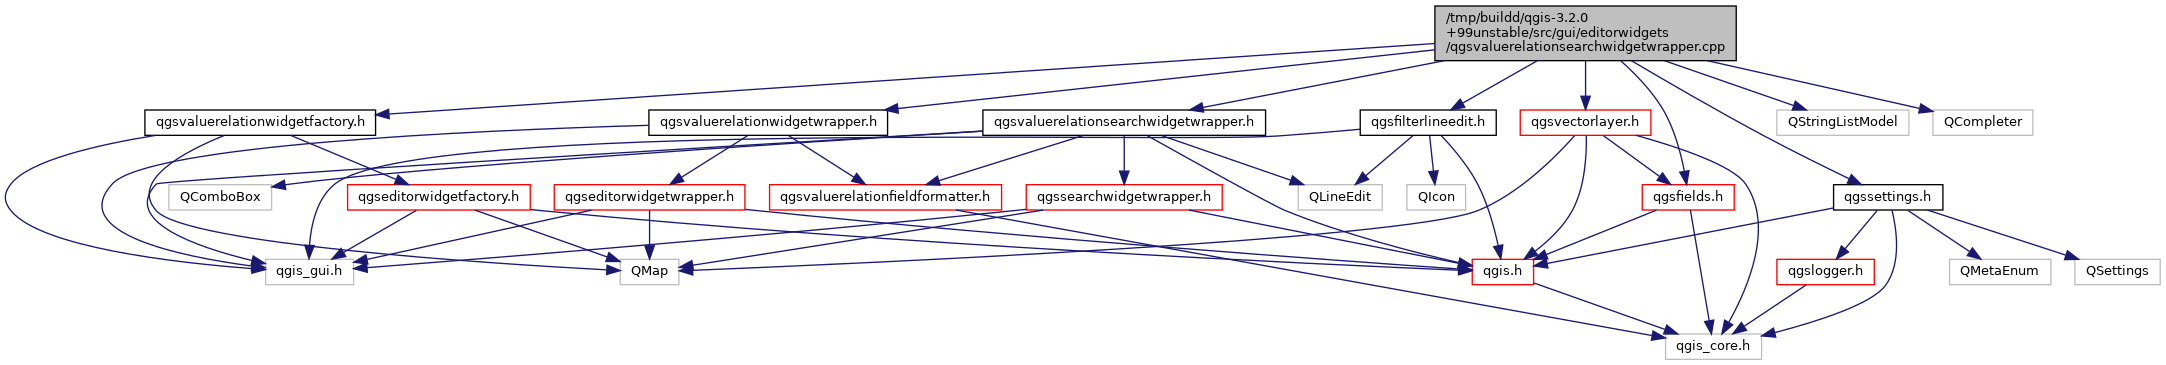 /tmp/buildd/qgis-3.2.0
+99unstable/src/gui/editorwidgets
/qgsvaluerelationsearchwidgetwrapper.cpp
qgsvaluerelationwidgetfactory.h
qgsvaluerelationwidgetwrapper.h
qgsvaluerelationsearchwidgetwrapper.h
qgsfilterlineedit.h
qgsvectorlayer.h
QStringListModel
QCompleter
QComboBox
qgseditorwidgetfactory.h
qgseditorwidgetwrapper.h
qgsvaluerelationfieldformatter.h
qgssearchwidgetwrapper.h
QLineEdit
QIcon
qgsfields.h
qgssettings.h
qgis_gui.h
QMap
qgis.h
qgslogger.h
QMetaEnum
QSettings
qgis_core.h